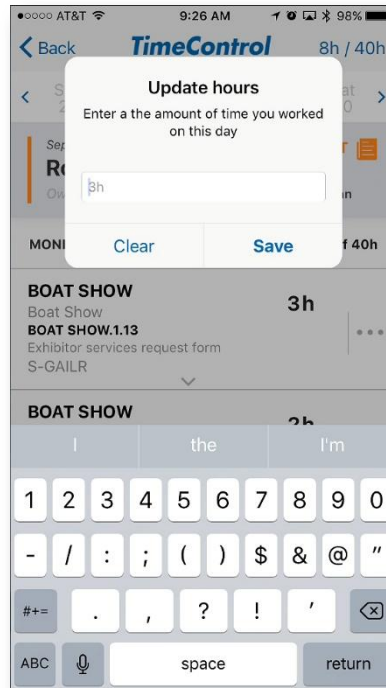 AT&T 9:26 AM 98%
Back TimeControl 8h / 40h
Update hours
Enter a the amount of time you worked
on this day
3h
Clear Save
MON f 40h
BOAT SHOW
Boat Show 3h
BOAT SHOW.1.13
Exhibitor services request form
S-GAILR
BOAT SHOW 2h
I the I'm
1 2 3 4 5 6 7 8 9 0
- / : ; ( ) $ & @ "
#+= . , ? ! '
ABC space return